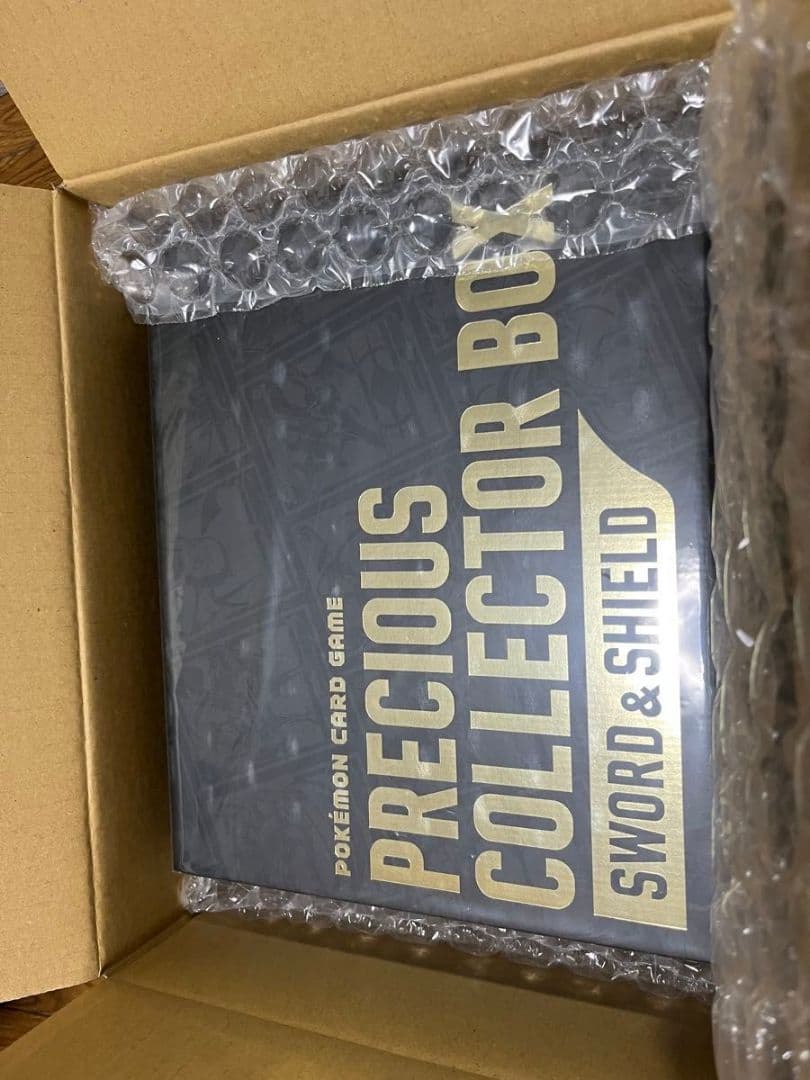 POKÉMON CARD GAME
PRECIOUS
COLLECTOR BOX
SWORD & SHIELD